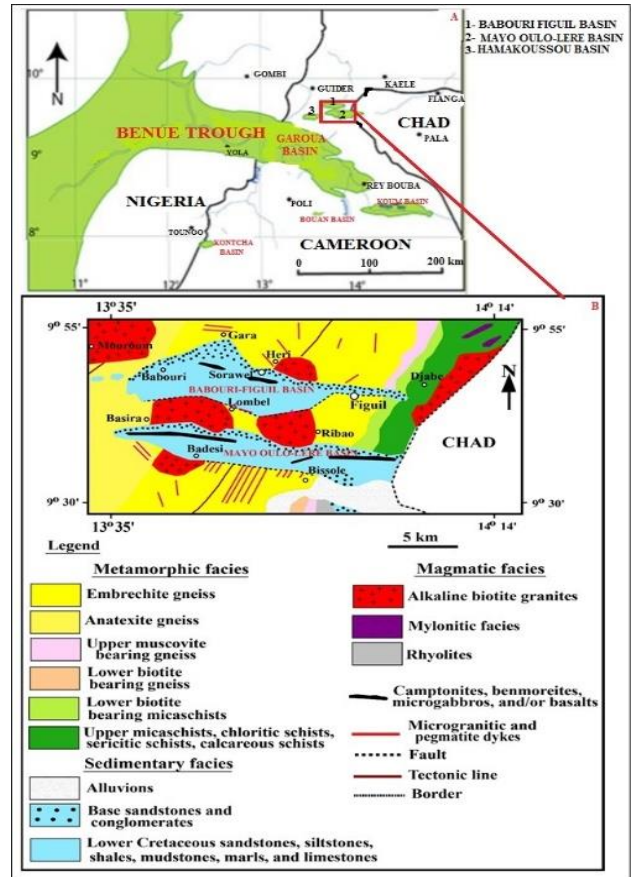 A
1- BABOURI FIGUIL BASIN
2- MAYO OULO-LERE BASIN
3- HAMAKOUSSOU BASIN
10°
N
GOMBI
GUIDER
KAELE
FIANGA
1
3
2
CHAD
BENUE TROUGH
GAROUA
BASIN
PALA
9°
YOLA
REY BOUBA
NIGERIA
POLI
KOUM BASIN
BOUAN BASIN
8°
TOUNGO
KONTCHA
BASIN
CAMEROON
0 100 200 km
11°
12°
13°
14°
B
13° 35
14° 14'
9° 55'
9° 55
Mouroum
Gara
Heri
N
Babouri
Sorawel
Djabe
BABOURI-FIGUIL BASIN
Lombel
Figuil
Basira
CHAD
Ribao
Badesi
MAYO OULO-LERE BASIN
Bissole
9° 30'
9° 30'
13° 35
14° 14'
5 km
Legend
Metamorphic facies
Embrechite gneiss
Anatexite gneiss
Upper muscovite
bearing gneiss
Lower biotite
bearing gneiss
Lower biotite
bearing micaschists
Upper micaschists, chloritic schists,
sericitic schists, calcareous schists
Sedimentary facies
Alluvions
Base sandstones and
conglomerates
Lower Cretaceous sandstones, siltstones,
shales, mudstones, marls, and limestones
Magmatic facies
Alkaline biotite granites
Mylonitic facies
Rhyolites
Camptonites, benmoreites,
microgabbros, and/or basalts
Microgranitic and
pegmatite dykes
Fault
Tectonic line
Border